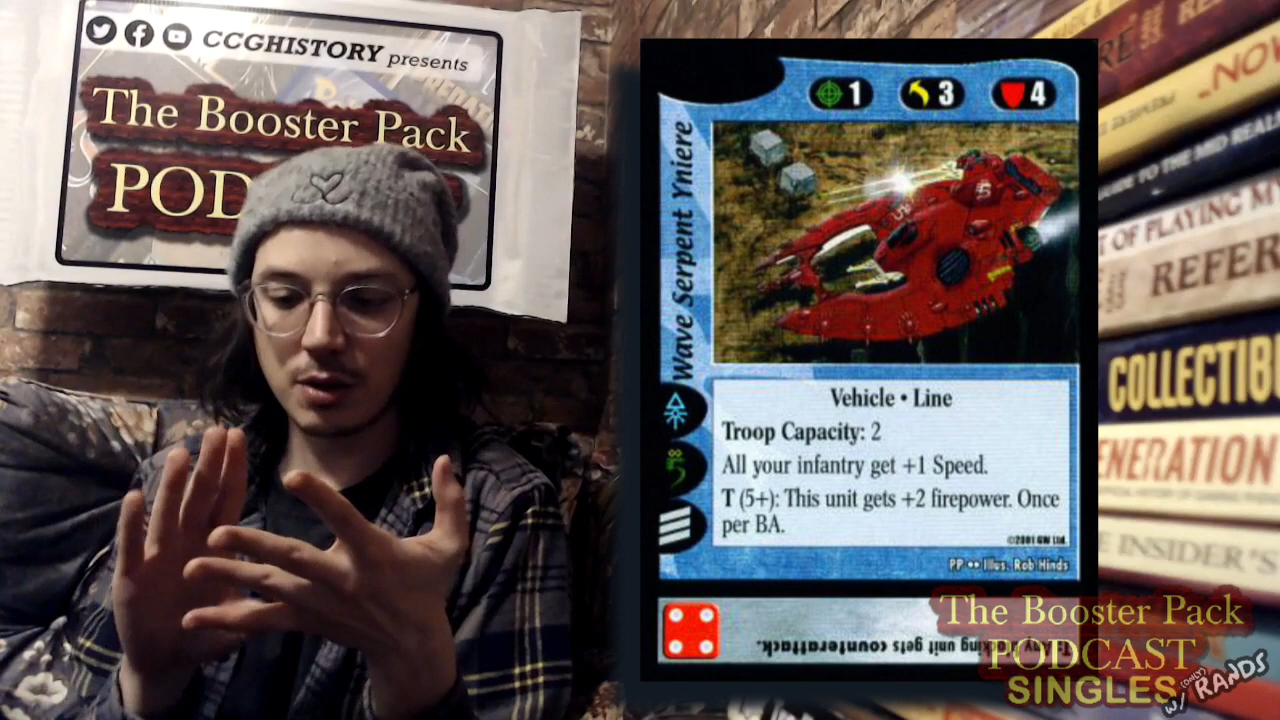 CCGHISTORY presents
The Booster Pack
POD
1 3 4
Wave Serpent Yniere
Vehicle • Line
Troop Capacity: 2
All your infantry get +1 Speed.
T (5+): This unit gets +2 firepower. Once
per BA.
©2001 GW Ltd.
PP •• Illus. Rob Hinds
unit gets counterattack.
NOW
OF PLAYING
REFER
COLLECTIB
ENERATION
INSIDER'S
The Booster Pack
PODCAST
SINGLES
(ONLY)
W/ RANDS